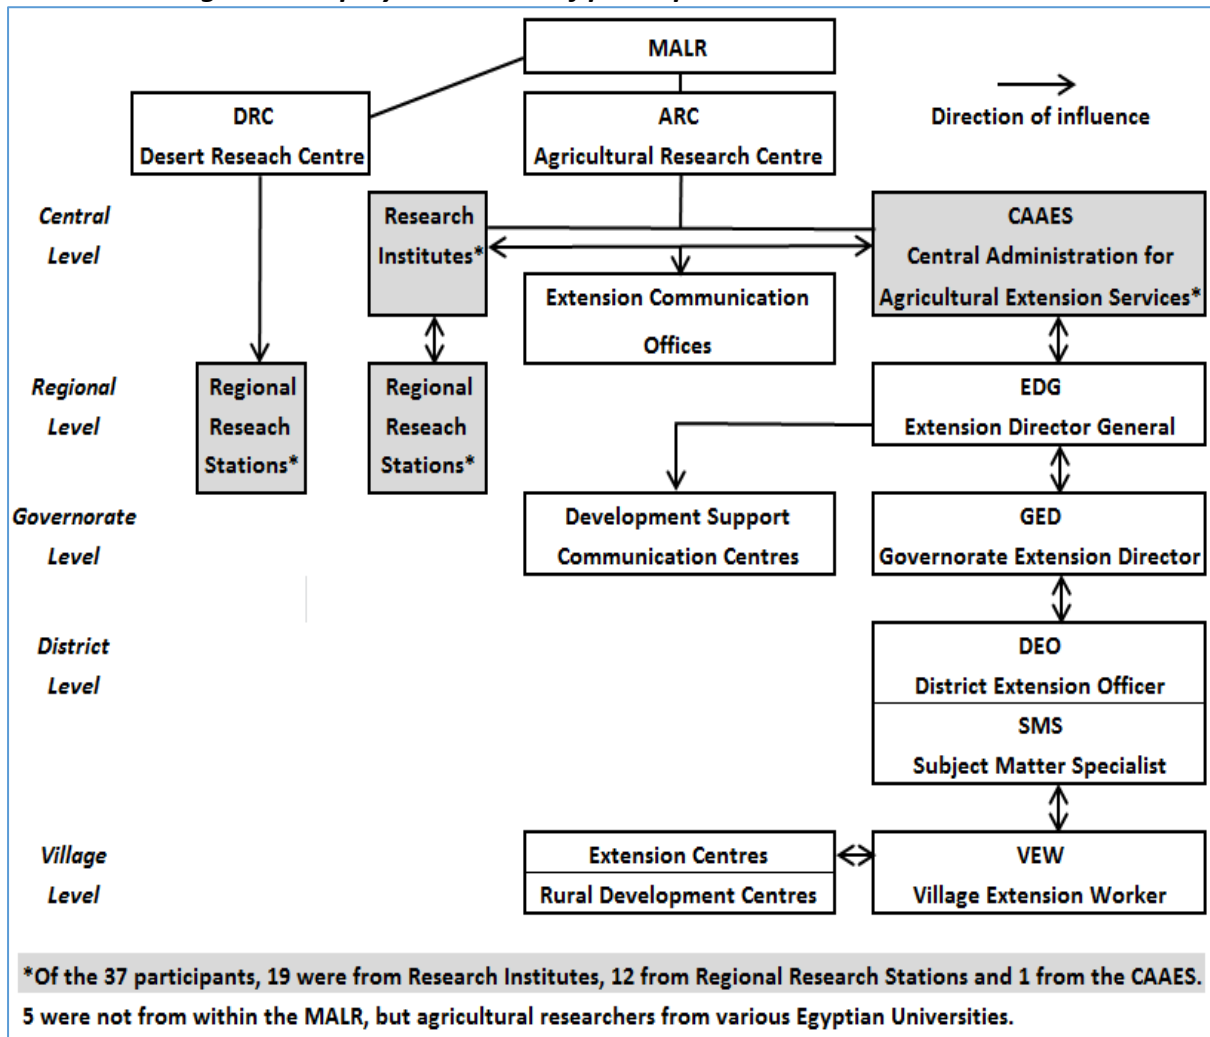 MALR
DRC
Desert Reseach Centre
ARC
Agricultural Research Centre
Direction of influence
Central
Level
Research
Institutes*
CAAES
Central Administration for
Agricultural Extension Services*
Extension Communication
Offices
Regional
Level
Regional
Reseach
Stations*
Regional
Reseach
Stations*
EDG
Extension Director General
Governorate
Level
Development Support
Communication Centres
GED
Governorate Extension Director
District
Level
DEO
District Extension Officer
SMS
Subject Matter Specialist
Village
Level
Extension Centres
Rural Development Centres
VEW
Village Extension Worker
*Of the 37 participants, 19 were from Research Institutes, 12 from Regional Research Stations and 1 from the CAAES.
5 were not from within the MALR, but agricultural researchers from various Egyptian Universities.